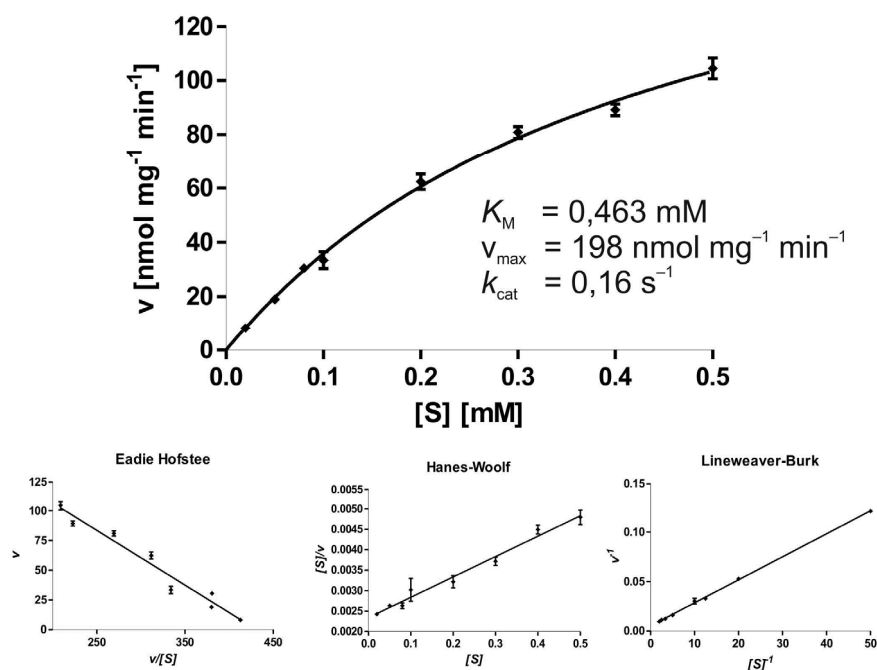 120
100
80
60
40
20
0
v [nmol mg⁻¹ min⁻¹]
K_M = 0,463 mM
v_max = 198 nmol mg⁻¹ min⁻¹
k_cat = 0,16 s⁻¹
0.0 0.1 0.2 0.3 0.4 0.5
[S] [mM]
Eadie Hofstee
125
100
75
50
25
0
v
250 350 450
v/[S]
Hanes-Woolf
0.0055
0.0050
0.0045
0.0040
0.0035
0.0030
0.0025
0.0020
[S]/v
0.0 0.1 0.2 0.3 0.4 0.5
[S]
Lineweaver-Burk
0.15
0.10
0.05
0.00
v⁻¹
0 10 20 30 40 50
[S]⁻¹